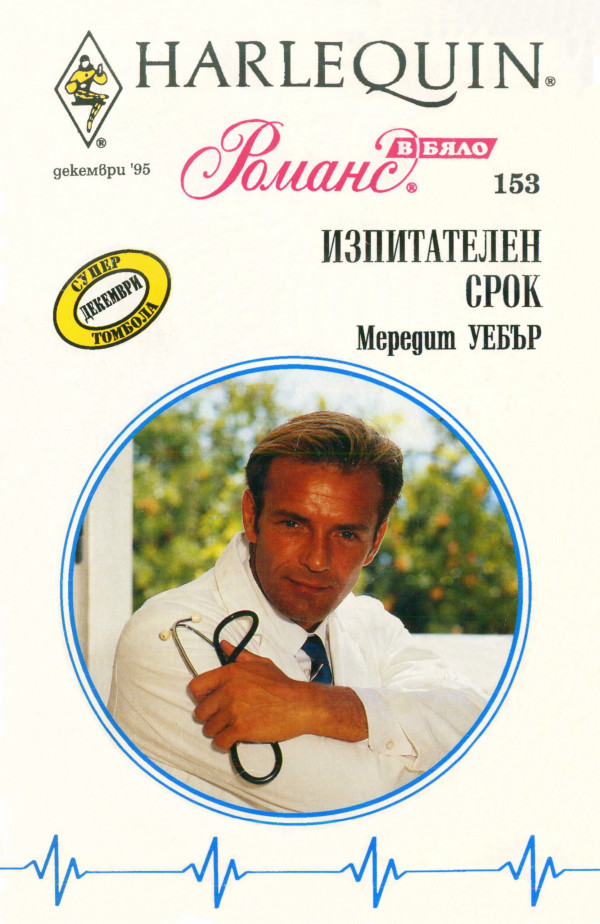 HARLEQUIN®
®
декември '95
Романс® В БЯЛО
153
ИЗПИТАТЕЛЕН
СРОК
Мередит УЕБЪР
СУПЕР
ДЕКЕМВРИ
ТОМБОЛА